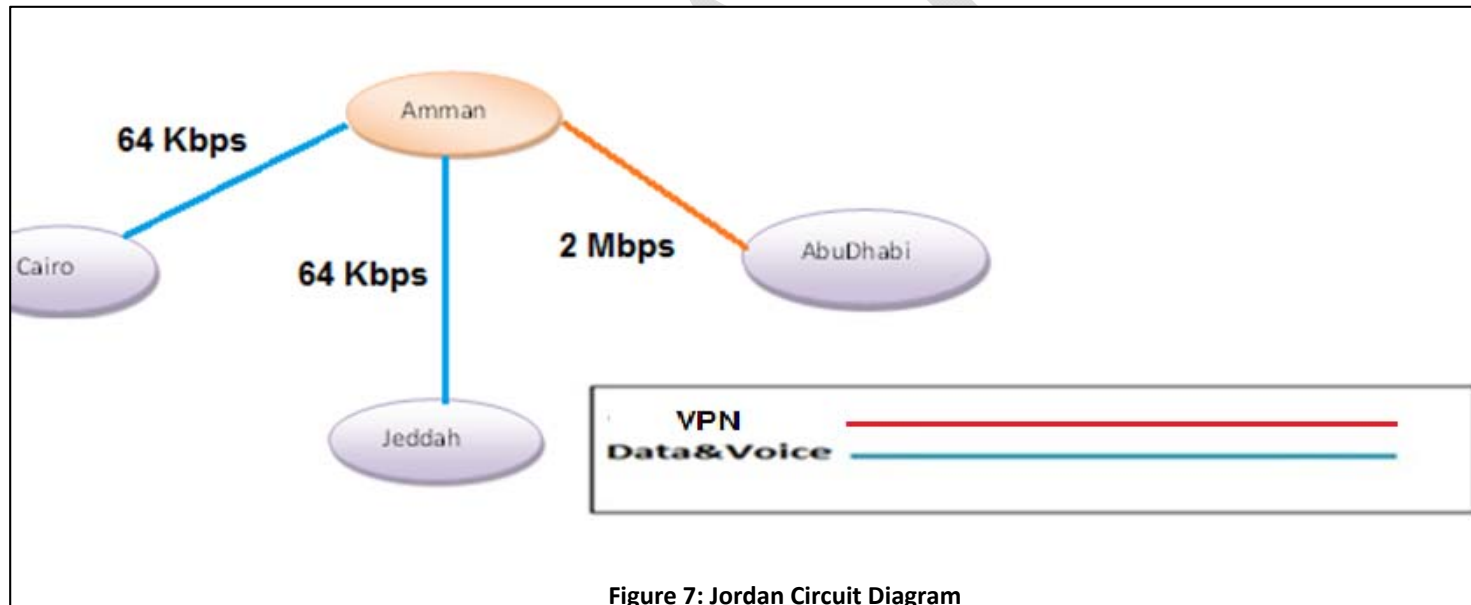 Amman
64 Kbps
Cairo
64 Kbps
2 Mbps
AbuDhabi
Jeddah
VPN
Data&Voice
Figure 7: Jordan Circuit Diagram